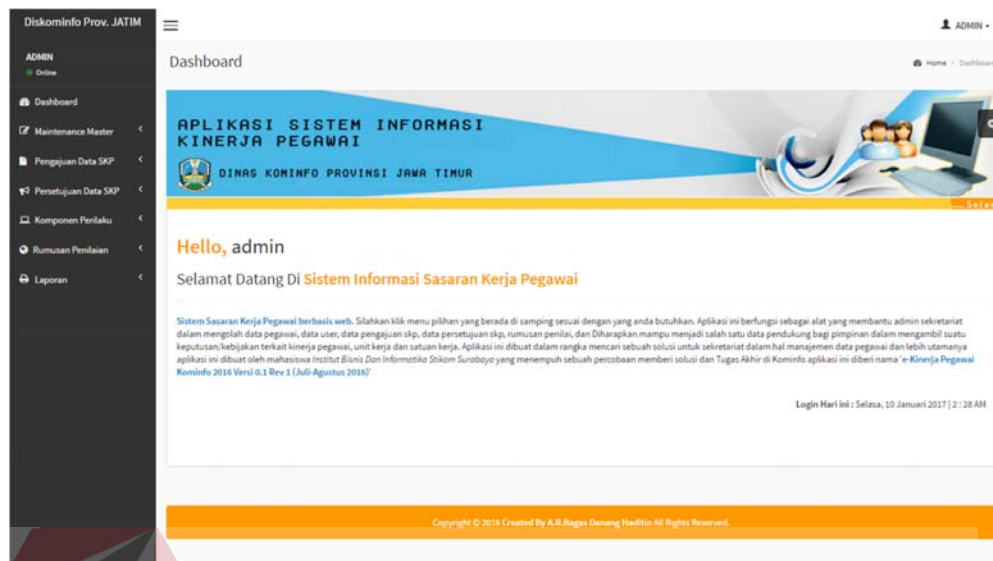 Diskominfo Prov. JATIM
ADMIN
Dashboard
Home > Dashboar
ADMIN
Online
Dashboard
Maintenance Master
Pengajuan Data SKP
Persetujuan Data SKP
Komponen Perilaku
Rumusan Penilaian
Laporan
APLIKASI SISTEM INFORMASI
KINERJA PEGAWAI
DINAS KOMINFO PROVINSI JAWA TIMUR
Sela
Hello, admin
Selamat Datang Di Sistem Informasi Sasaran Kerja Pegawai
Sistem Sasaran Kerja Pegawai berbasis web. Silahkan klik menu pilihan yang berada di samping sesuai dengan yang anda butuhkan. Aplikasi ini berfungsi sebagai alat yang membantu admin sekretariat
dalam mengolah data pegawai, data user, data pengajuan skp, data persetujuan skp, rumusan penilai, dan Diharapkan mampu menjadi salah satu data pendukung bagi pimpinan dalam mengambil suatu
keputusan/kebijakan terkait kinerja pegawai, unit kerja dan satuan kerja. Aplikasi ini dibuat dalam rangka mencari sebuah solusi untuk sekretariat dalam hal manajemen data pegawai dan lebih utamanya
aplikasi ini dibuat oleh mahasiswa Institut Bisnis Dan Informatika Stikom Surabaya yang menempuh sebuah percobaan memberi solusi dan Tugas Akhir di Kominfo aplikasi ini diberi nama 'e-Kinerja Pegawai
Kominfo 2016 Versi 0.1 Rev 1 (Juli-Agustus 2016)'
Login Hari ini : Selasa, 10 Januari 2017 | 2 : 28 AM
Copyright © 2016 Created By A.R.Bagas Danang Haditio All Rights Reserved.